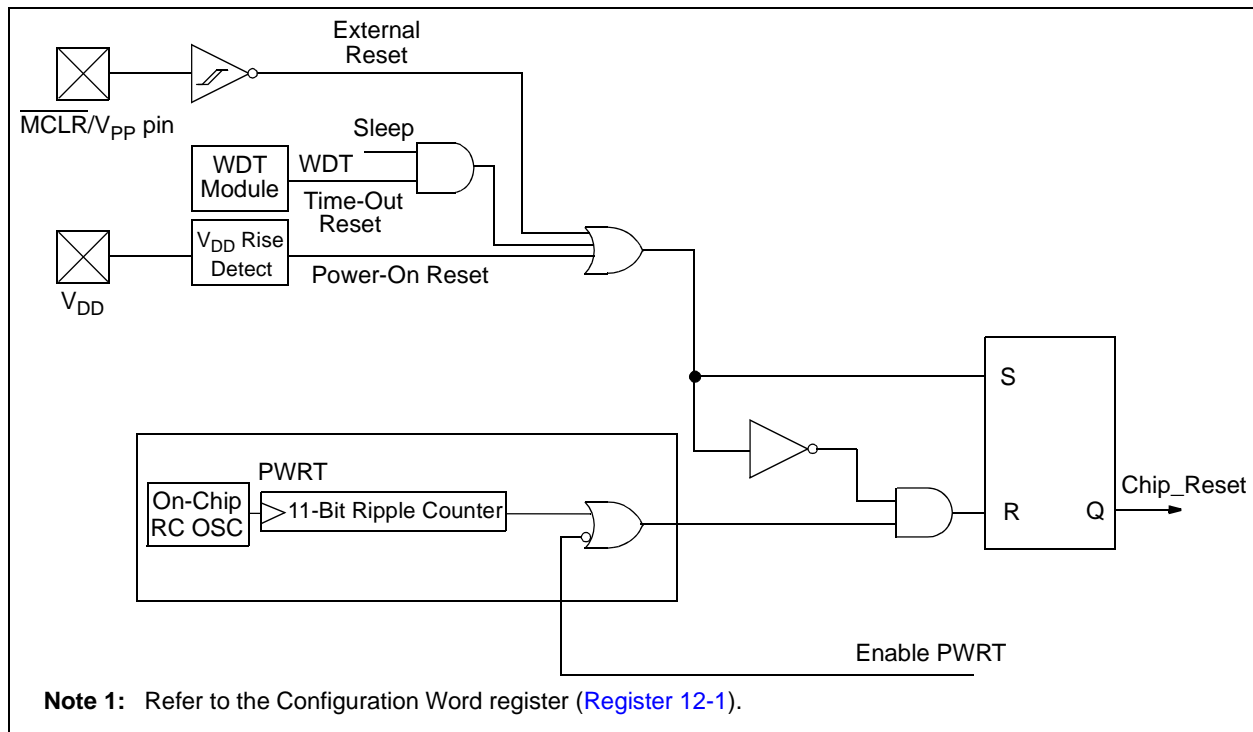 External
Reset
MCLR/VPP pin
Sleep
WDT
Module
WDT
Time-Out
Reset
VDD Rise
Detect
Power-On Reset
VDD
S
PWRT
On-Chip
RC OSC
11-Bit Ripple Counter
R
Q
Chip_Reset
Enable PWRT
Note 1: Refer to the Configuration Word register (Register 12-1).